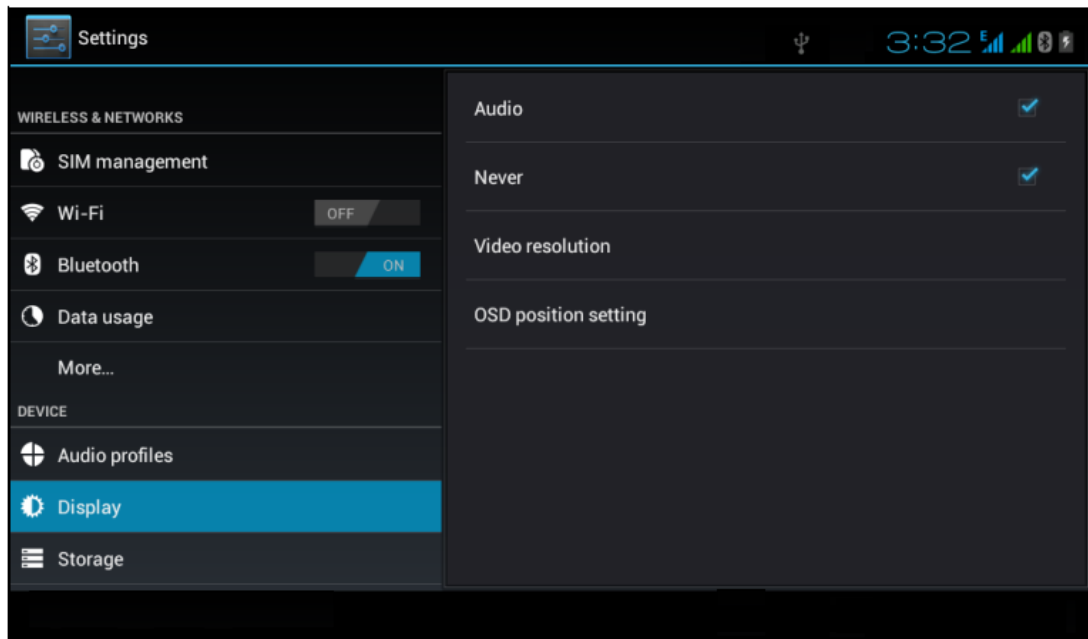 Settings
3:32 E
WIRELESS & NETWORKS
SIM management
Wi-Fi OFF
Bluetooth ON
Data usage
More...
DEVICE
Audio profiles
Display
Storage
Audio
Never
Video resolution
OSD position setting